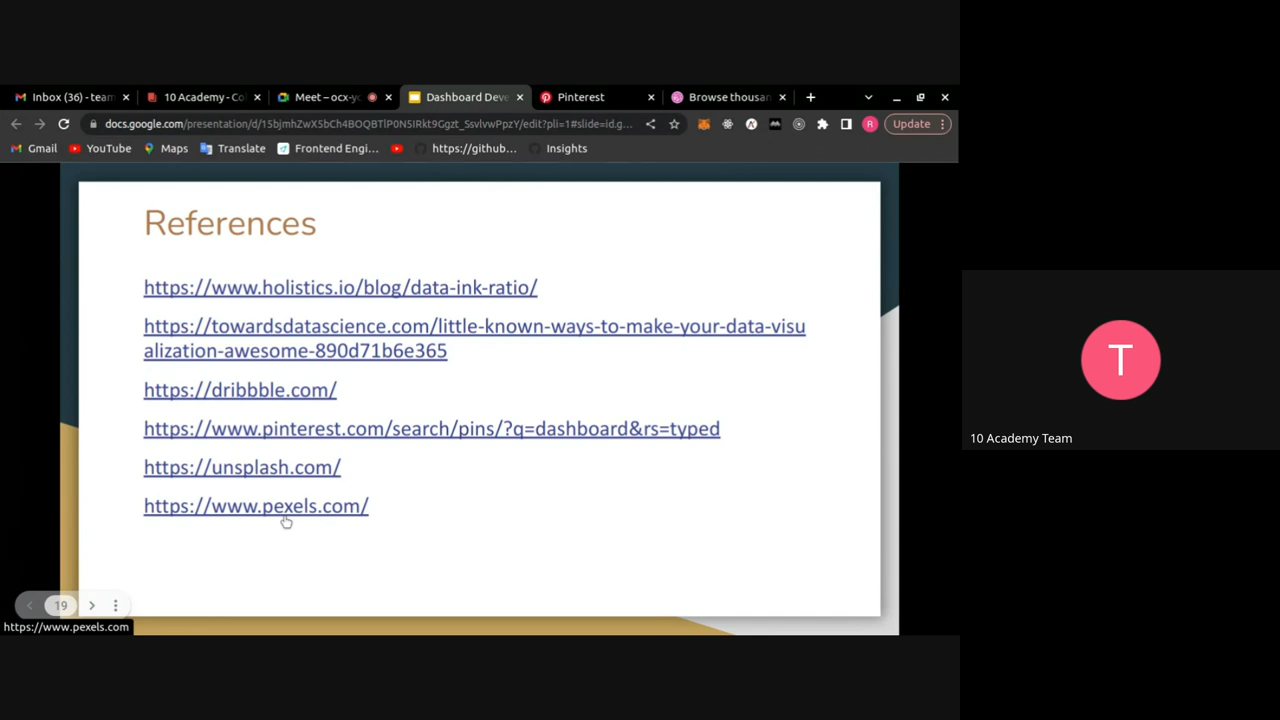 Inbox (36) - team
10 Academy - Co
Meet – ocx-yo
Dashboard Deve
Pinterest
Browse thousan
docs.google.com/presentation/d/15bjmhZwX5bCh4BOQBTlP0N5IRkt9Ggzt_SsvlvwPpzY/edit?pli=1#slide=id.g...
Update
Gmail
YouTube
Maps
Translate
Frontend Engi...
https://github...
Insights
References
https://www.holistics.io/blog/data-ink-ratio/
https://towardsdatascience.com/little-known-ways-to-make-your-data-visu
alization-awesome-890d71b6e365
https://dribbble.com/
https://www.pinterest.com/search/pins/?q=dashboard&rs=typed
https://unsplash.com/
https://www.pexels.com/
19
https://www.pexels.com
T
10 Academy Team